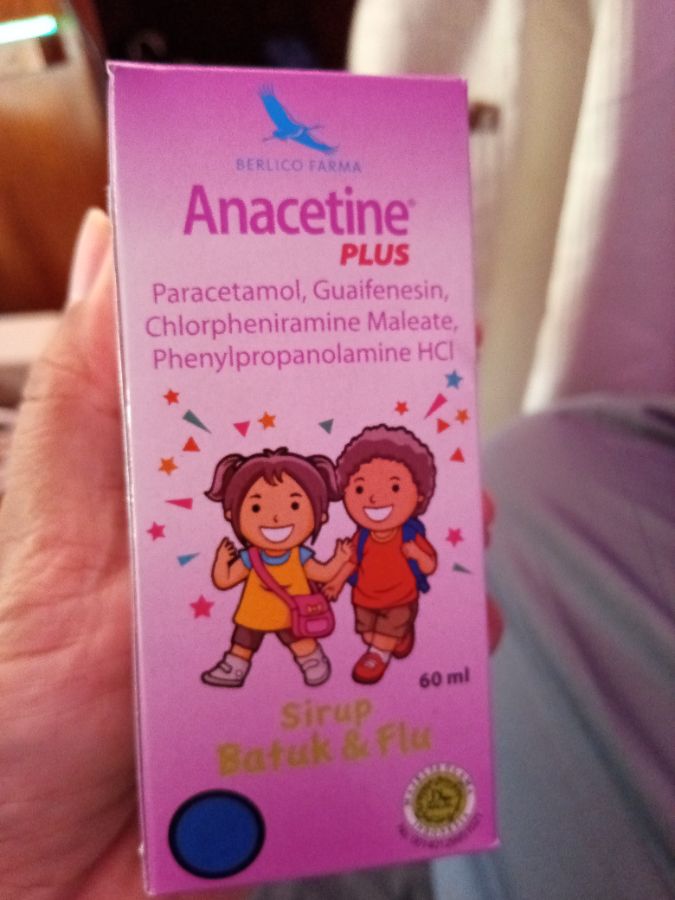 BERLICO FARMA
Anacetine®
PLUS
Paracetamol, Guaifenesin,
Chlorpheniramine Maleate,
Phenylpropanolamine HCl
60 ml
Sirup
Batuk & Flu